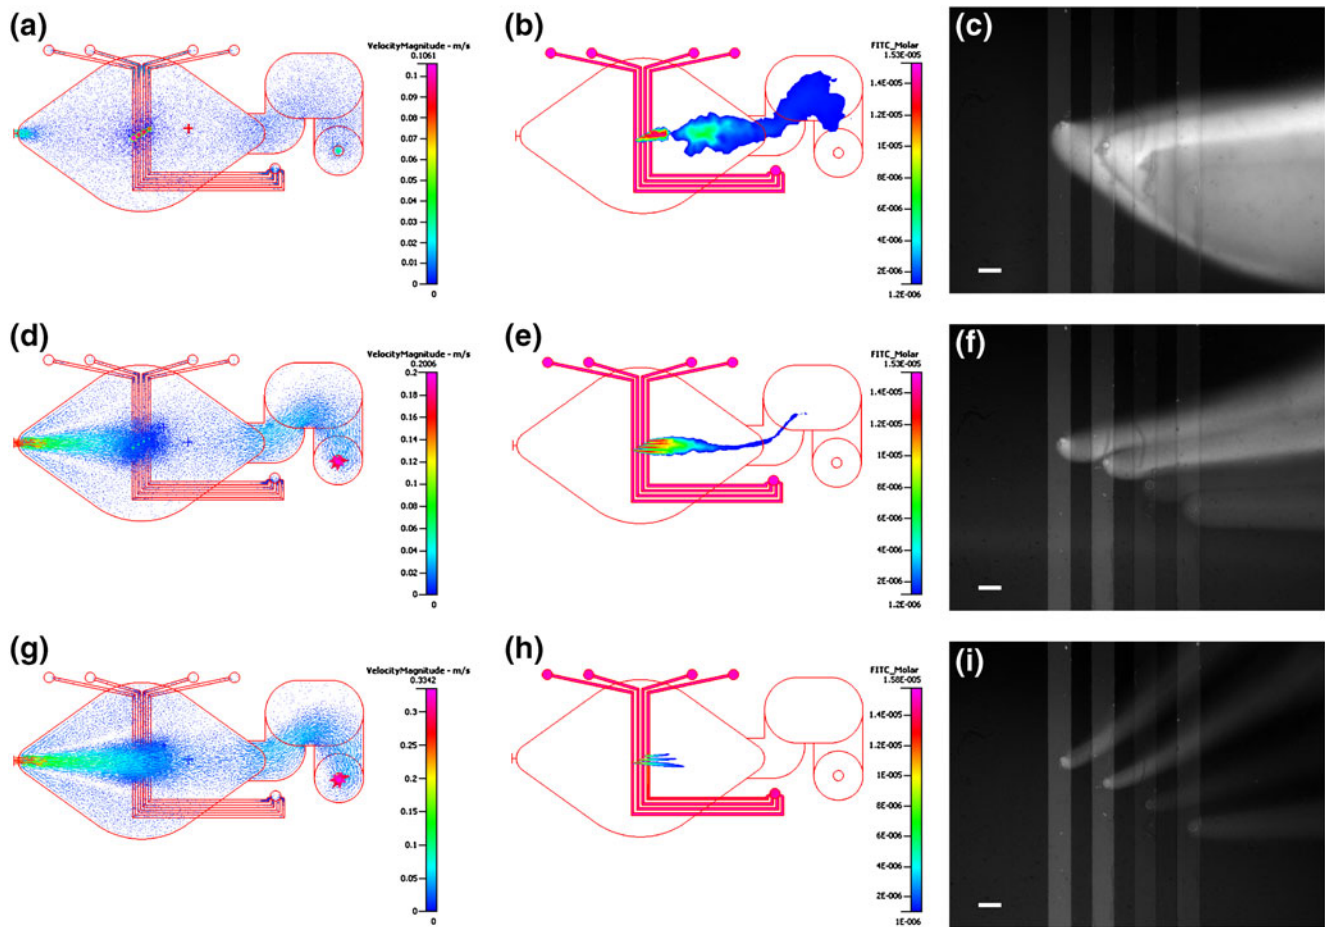 (a)
VelocityMagnitude - m/s
0.1061
0.1
0.09
0.08
0.07
0.06
0.05
0.04
0.03
0.02
0.01
0
0
(b)
FITC_Molar
1.53E-005
1.4E-005
1.2E-005
1E-005
8E-006
6E-006
4E-006
2E-006
1.2E-006
(c)
(d)
VelocityMagnitude - m/s
0.2006
0.2
0.18
0.16
0.14
0.12
0.1
0.08
0.06
0.04
0.02
0
0
(e)
FITC_Molar
1.53E-005
1.4E-005
1.2E-005
1E-005
8E-006
6E-006
4E-006
2E-006
1.2E-006
(f)
(g)
VelocityMagnitude - m/s
0.3342
0.3
0.25
0.2
0.15
0.1
0.05
0
0
(h)
FITC_Molar
1.58E-005
1.4E-005
1.2E-005
1E-005
8E-006
6E-006
4E-006
2E-006
1E-006
(i)